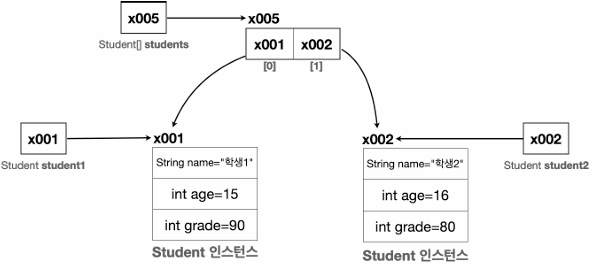 x005
x005
Student[] students
x001
x002
[0]
[1]
x001
x001
x002
x002
Student student1
Student student2
String name="학생1"
int age=15
int grade=90
Student 인스턴스
String name="학생2"
int age=16
int grade=80
Student 인스턴스